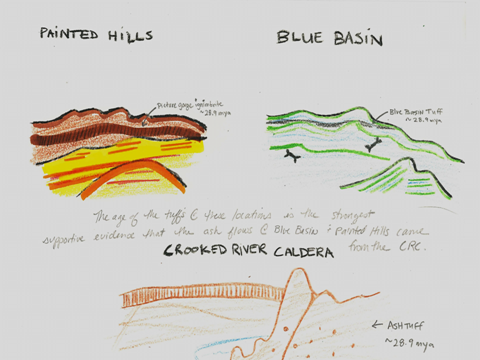 PAINTED HILLS
BLUE BASIN
Picture gorge ignimbrite
~28.9 mya
Blue Basin Tuff
~28.9 mya
The age of the tuffs @ these locations is the strongest
supportive evidence that the ash flows @ Blue Basin & Painted Hills came
from the CRC.
CROOKED RIVER CALDERA
ASH TUFF
~28.9 mya